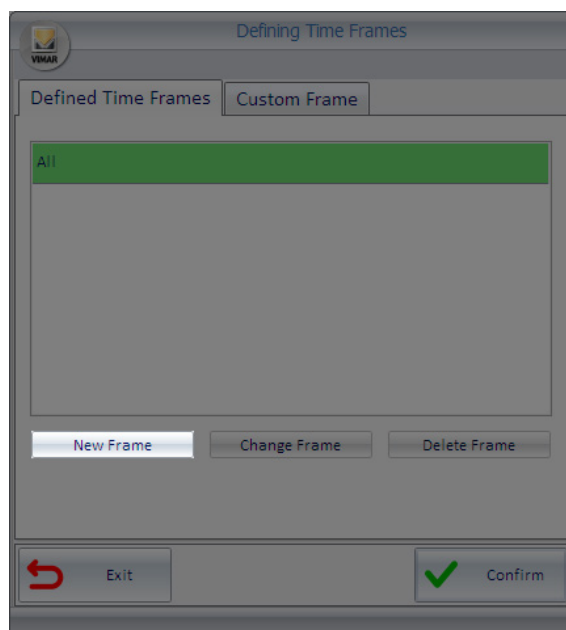 Defining Time Frames
VIMAR
Defined Time Frames Custom Frame
All
New Frame Change Frame Delete Frame
Exit Confirm